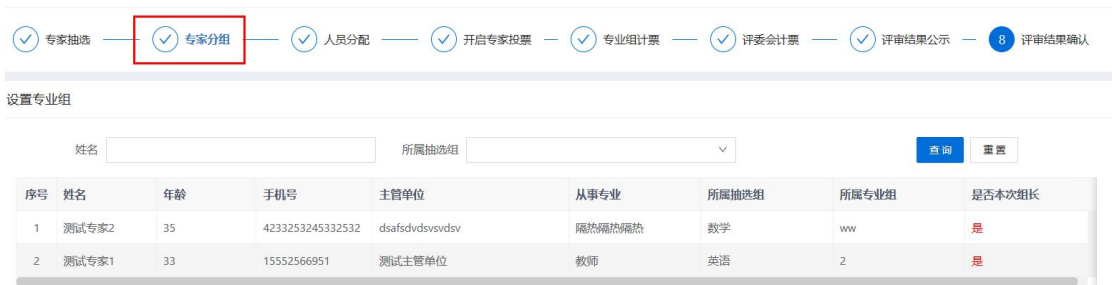 专家抽选 专家分组 人员分配 开启专家投票 专业组计票 评委会计票 评审结果公示 8 评审结果确认
设置专业组
姓名 所属抽选组 查询 重置
序号 姓名 年龄 手机号 主管单位 从事专业 所属抽选组 所属专业组 是否本次组长
1 测试专家2 35 4233253245332532 dsafsdvdsvsvdsv 隔热隔热隔热 数学 ww 是
2 测试专家1 33 15552566951 测试主管单位 教师 英语 2 是